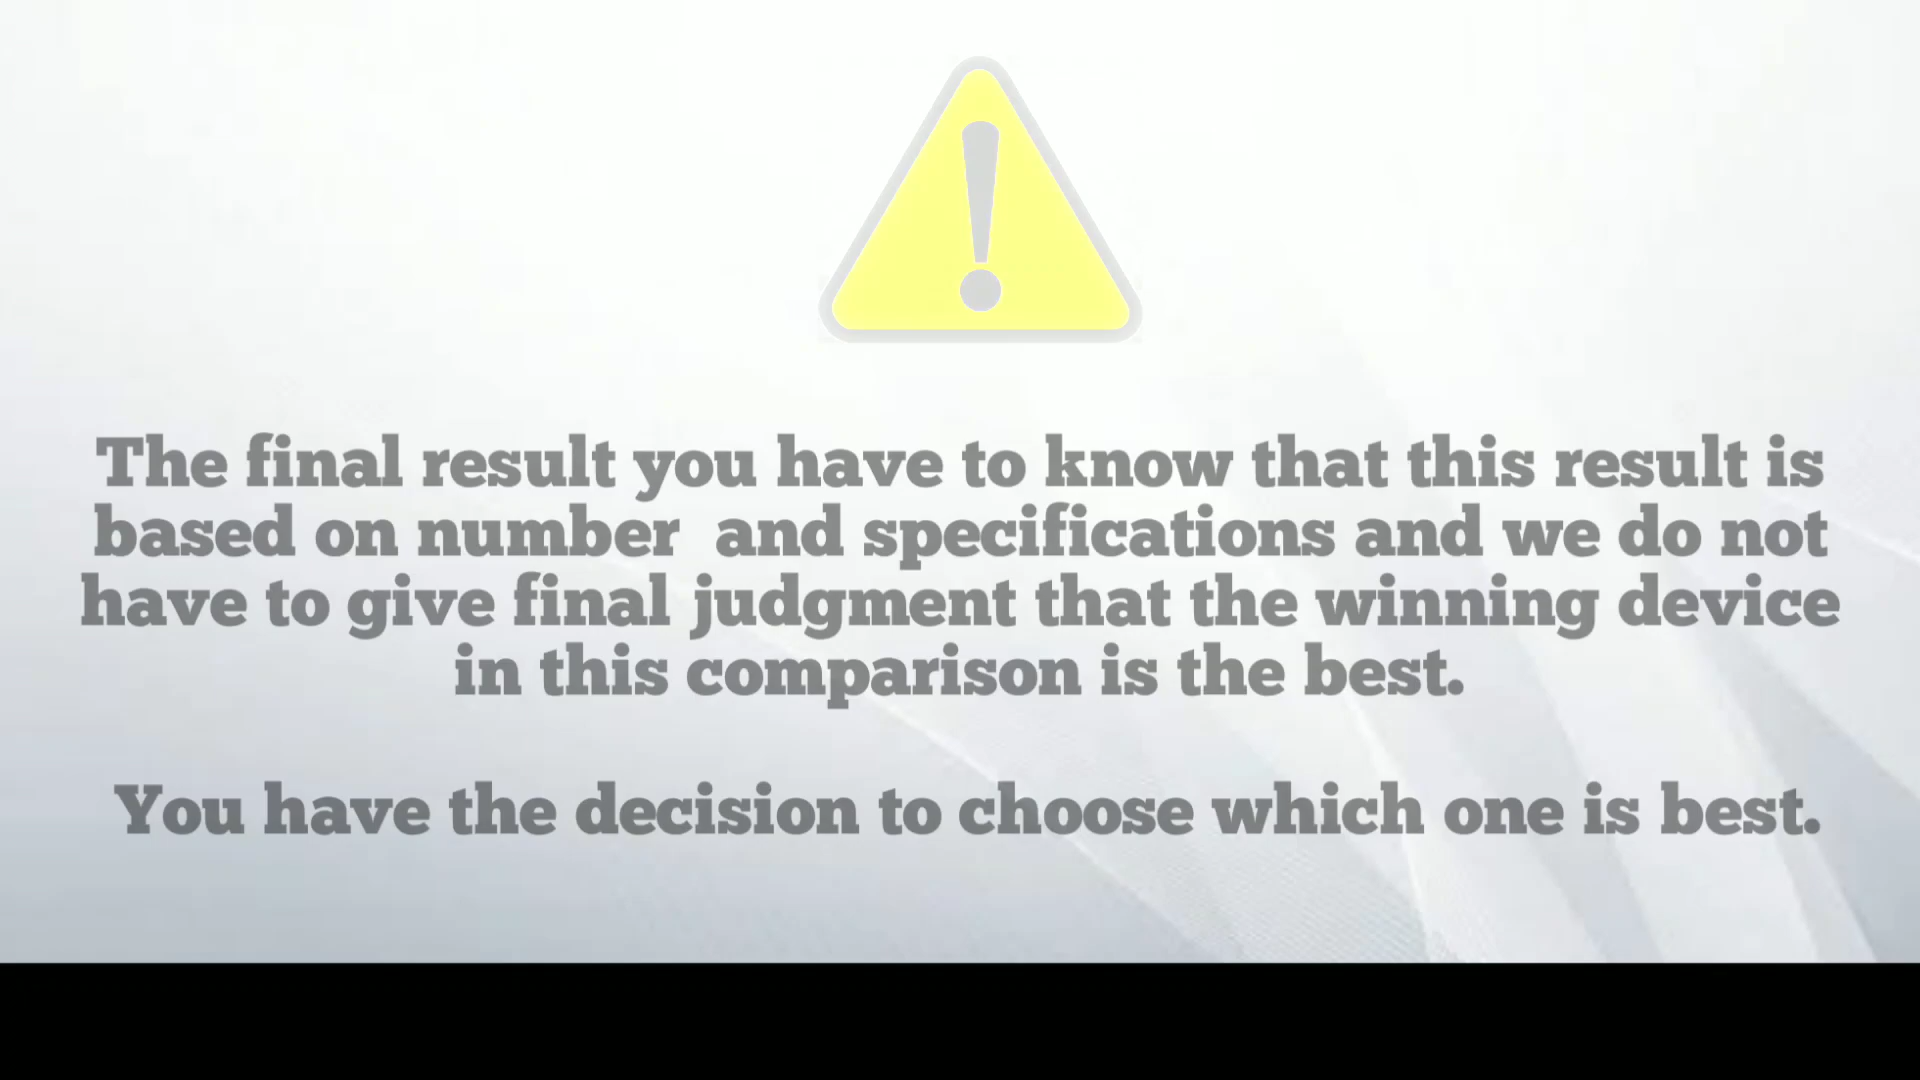 The final result you have to know that this result is
based on number  and specifications and we do not
have to give final judgment that the winning device
in this comparison is the best.
You have the decision to choose which one is best.